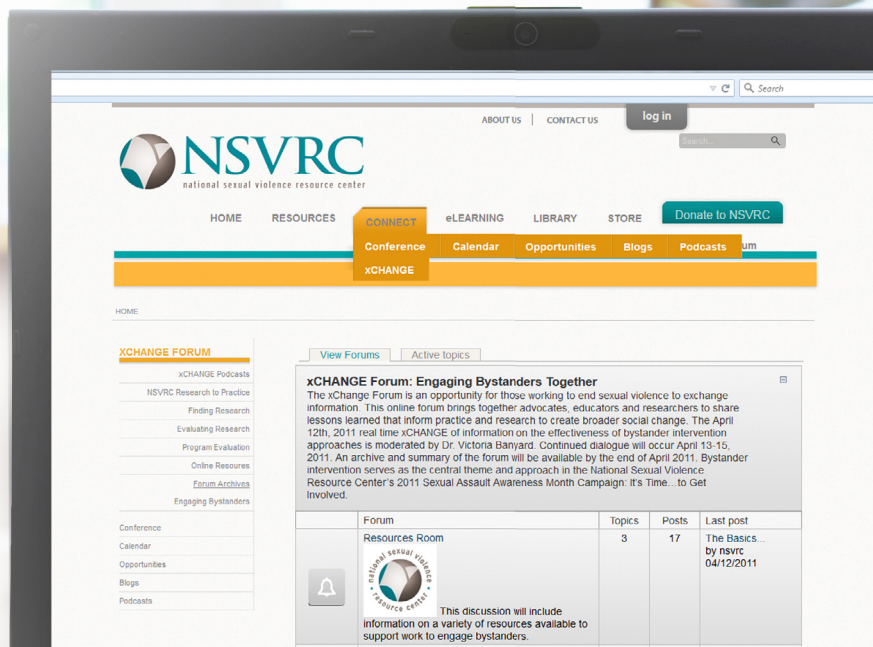 Search
ABOUT US | CONTACT US
log in
Search...
NSVRC
national sexual violence resource center
HOME RESOURCES CONNECT eLEARNING LIBRARY STORE Donate to NSVRC
Conference Calendar Opportunities Blogs Podcasts um
xCHANGE
HOME
XCHANGE FORUM
xCHANGE Podcasts
NSVRC Research to Practice
Finding Research
Evaluating Research
Program Evaluation
Online Resoures
Forum Archives
Engaging Bystanders
Conference
Calendar
Opportunities
Blogs
Podcasts
View Forums Active topics
xCHANGE Forum: Engaging Bystanders Together
The xChange Forum is an opportunity for those working to end sexual violence to exchange
information. This online forum brings together advocates, educators and researchers to share
lessons learned that inform practice and research to create broader social change. The April
12th, 2011 real time xCHANGE of information on the effectiveness of bystander intervention
approaches is moderated by Dr. Victoria Banyard. Continued dialogue will occur April 13-15,
2011. An archive and summary of the forum will be available by the end of April 2011. Bystander
intervention serves as the central theme and approach in the National Sexual Violence
Resource Center's 2011 Sexual Assault Awareness Month Campaign: It's Time...to Get
Involved.
Forum Topics Posts Last post
Resources Room 3 17 The Basics...
by nsvrc
04/12/2011
national sexual violence
resource center
This discussion will include
information on a variety of resources available to
support work to engage bystanders.